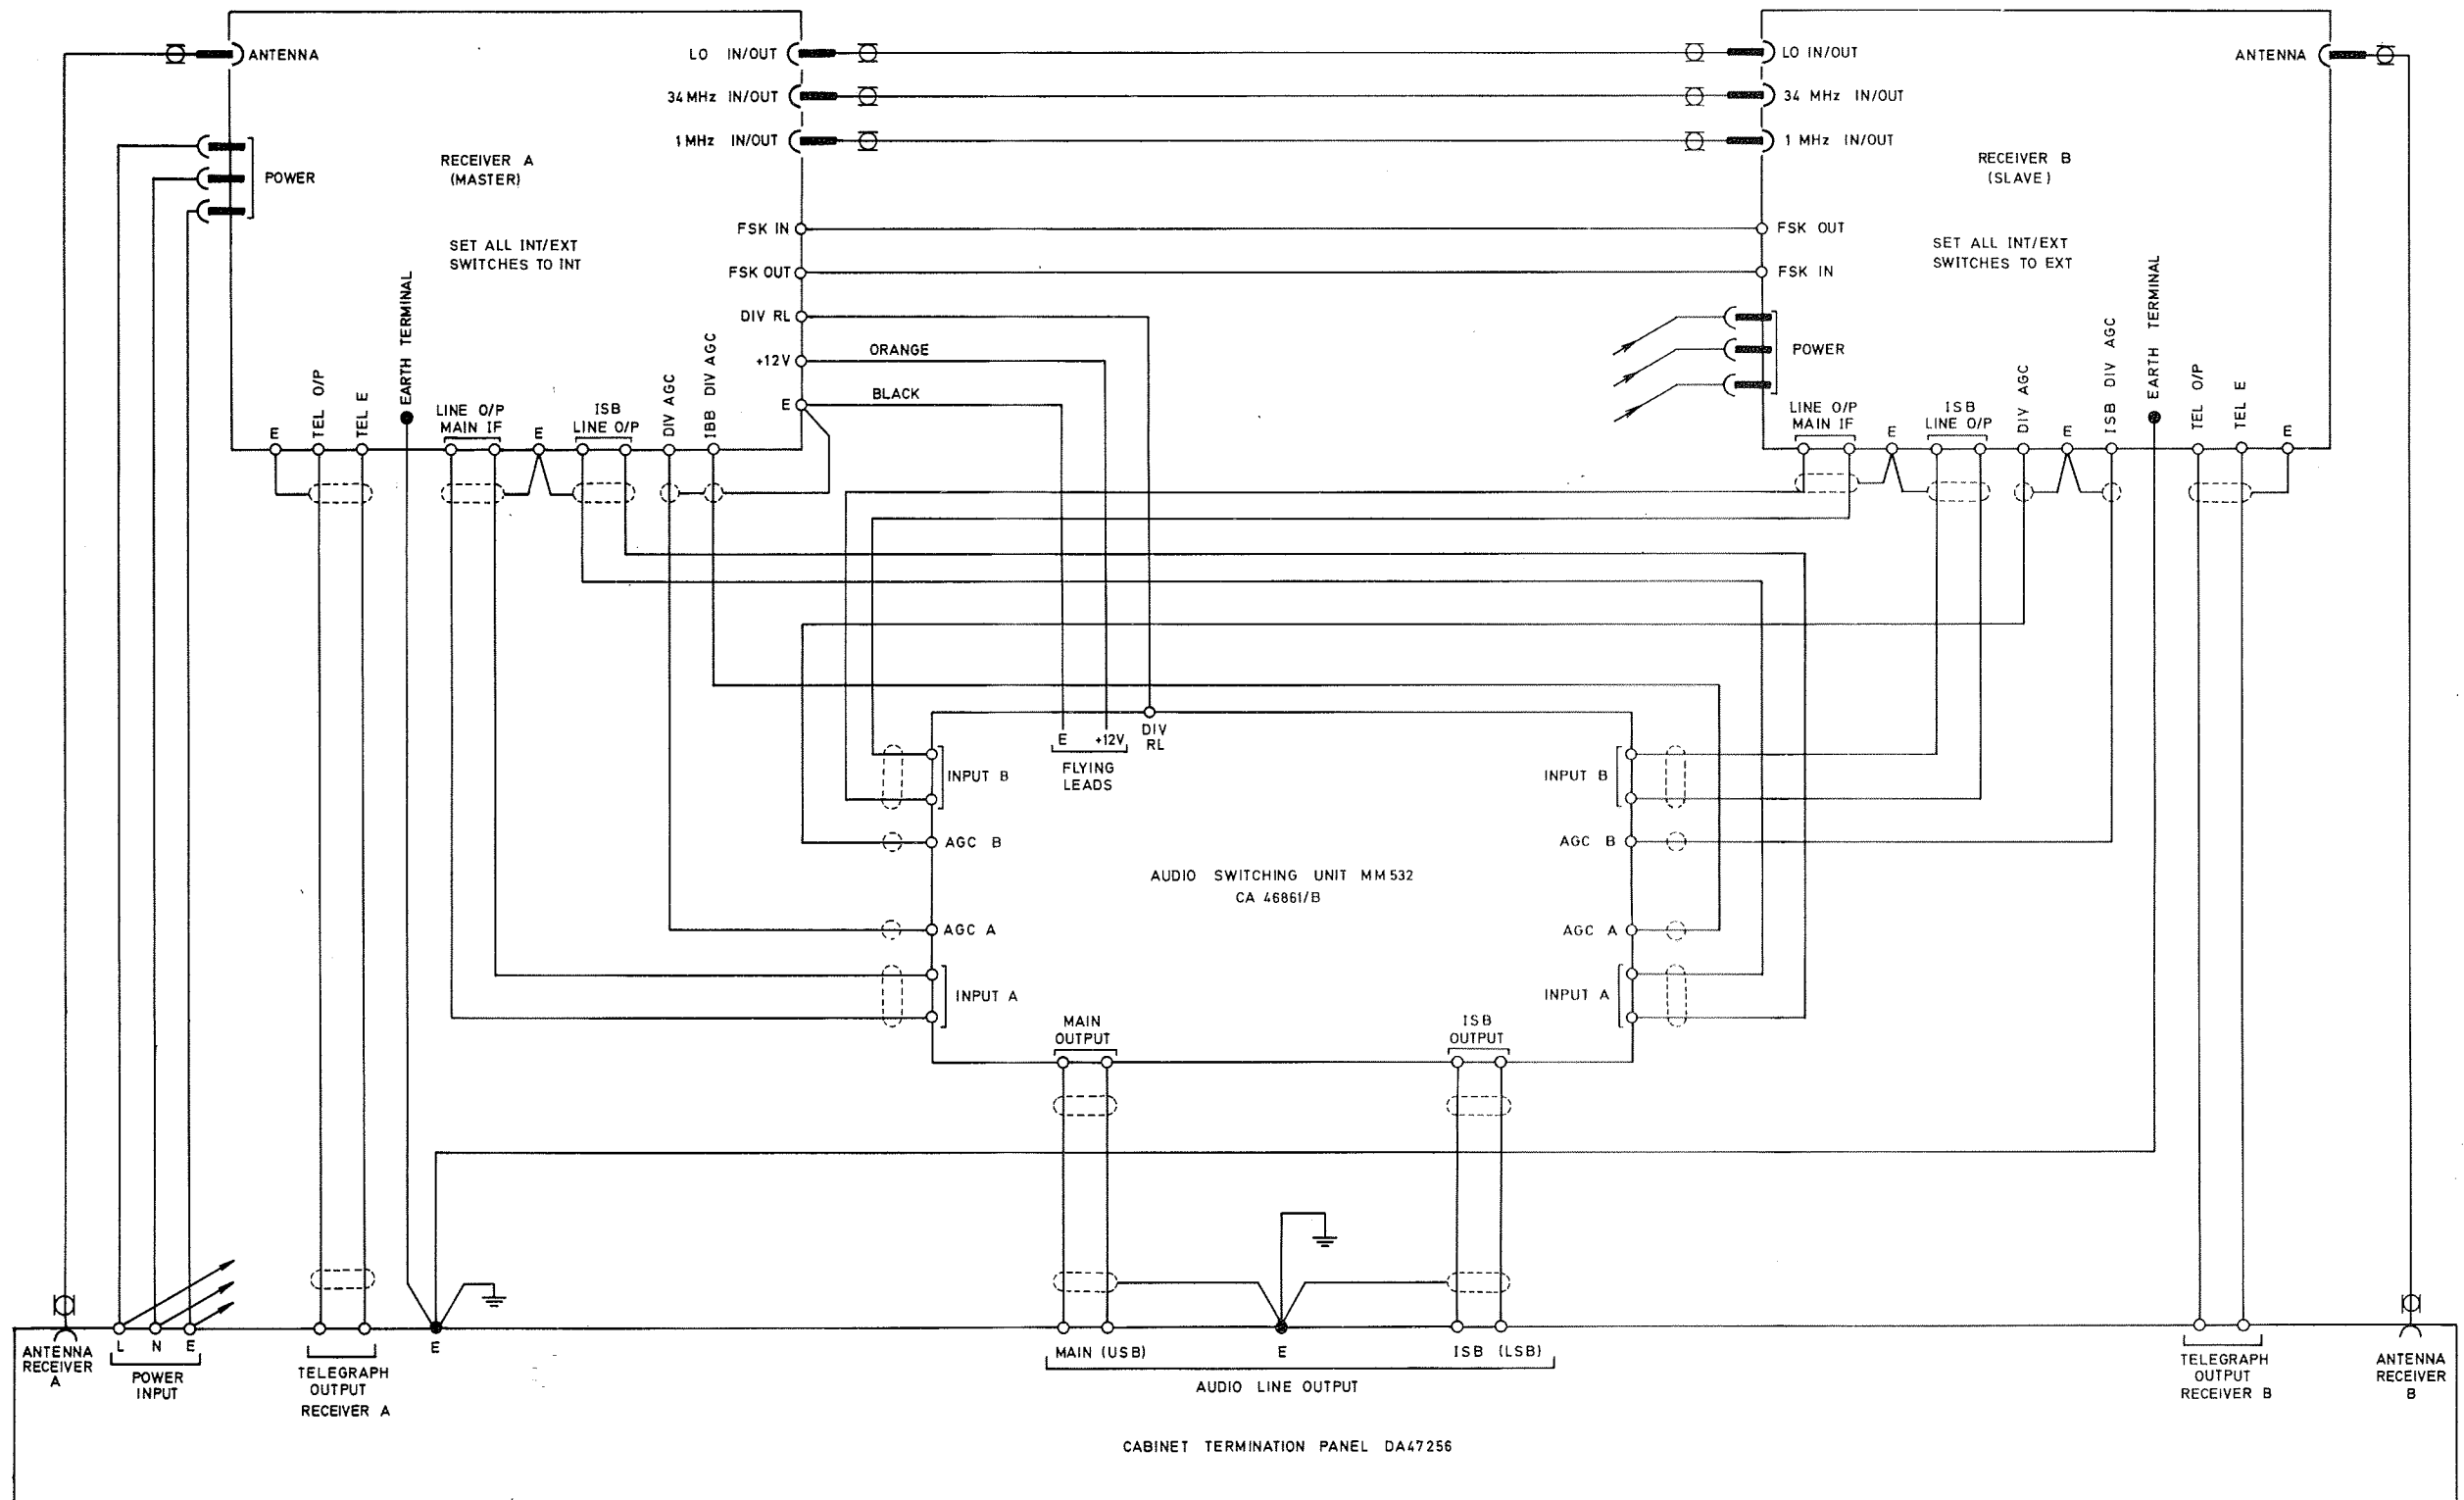 ANTENNA
LO IN/OUT
34 MHz IN/OUT
1 MHz IN/OUT
POWER
RECEIVER A
(MASTER)
SET ALL INT/EXT
SWITCHES TO INT
FSK IN
FSK OUT
DIV RL
+12V
E
ORANGE
BLACK
E
TEL O/P
TEL E
EARTH TERMINAL
LINE O/P
MAIN IF
E
ISB
LINE O/P
DIV AGC
IBB DIV AGC
LO IN/OUT
34 MHz IN/OUT
1 MHz IN/OUT
ANTENNA
RECEIVER B
(SLAVE)
FSK OUT
FSK IN
SET ALL INT/EXT
SWITCHES TO EXT
POWER
LINE O/P
MAIN IF
E
ISB
LINE O/P
DIV AGC
E
ISB DIV AGC
EARTH TERMINAL
TEL O/P
TEL E
E
E
+12V
DIV
RL
FLYING
LEADS
INPUT B
AGC B
AGC A
INPUT A
INPUT B
AGC B
AGC A
INPUT A
AUDIO SWITCHING UNIT MM532
CA 46861/B
MAIN
OUTPUT
ISB
OUTPUT
ANTENNA
RECEIVER
A
L N E
POWER
INPUT
TELEGRAPH
OUTPUT
RECEIVER A
E
MAIN (USB)
E
ISB (LSB)
AUDIO LINE OUTPUT
TELEGRAPH
OUTPUT
RECEIVER B
ANTENNA
RECEIVER
B
CABINET TERMINATION PANEL DA47256